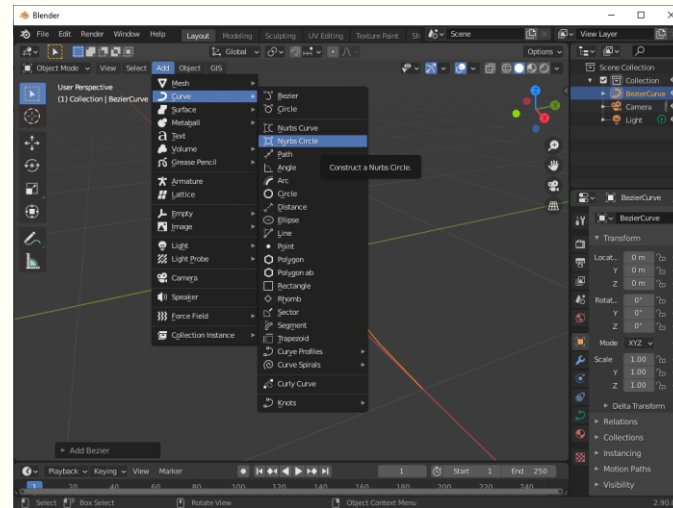 Blender
File Edit Render Window Help Layout Modeling Sculpting UV Editing Texture Paint Sh Scene View Layer
Global Options
Object Mode View Select Add Object GIS
User Perspective
(1) Collection | BezierCurve
Mesh
Curve
Surface
Metaball
Text
Volume
Grease Pencil
Armature
Lattice
Empty
Image
Light
Light Probe
Camera
Speaker
Force Field
Collection Instance
Bezier
Circle
Nurbs Curve
Nurbs Circle
Path
Angle
Arc
Circle
Distance
Ellipse
Line
Point
Polygon
Polygon ab
Rectangle
Rhomb
Sector
Segment
Trapezoid
Curve Profiles
Curve Spirals
Curly Curve
Knots
Construct a Nurbs Circle.
Z
Scene Collection
Collection
BezierCurve
Camera
Light
BezierCurve
BezierCurve
Transform
Locat.. 0 m
Y 0 m
Z 0 m
Rotat.. 0°
Y 0°
Z 0°
Mode XYZ
Scale 1.00
Y 1.00
Z 1.00
Delta Transform
Relations
Collections
Instancing
Motion Paths
Visibility
Add Bezier
Playback Keying View Marker 1 Start 1 End 250
1 20 40 60 80 100 120 140 160 180 200 220 240
Select Box Select Rotate View Object Context Menu 2.90.